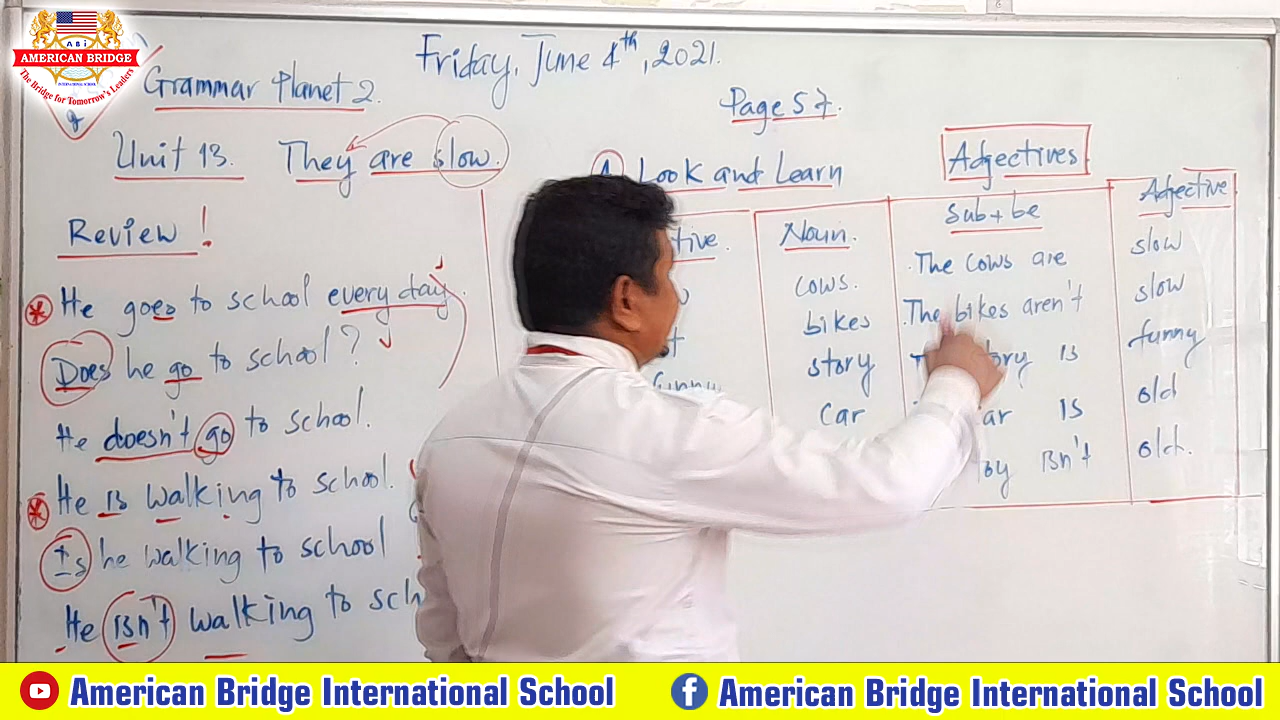 ABi
AMERICAN BRIDGE
INTERNATIONAL SCHOOL
The Bridge for Tomorrow's Leaders
Friday, June 4th, 2021.
Grammar Planet 2.
Page 57.
Unit 13. They are slow.
A Look and Learn
Adjectives
Review !
He goes to school every day.
Does he go to school?
He doesn't go to school.
He is walking to school.
Is he walking to school
He isn't walking to
Noun.
Sub + be
Adjective
cows.
The cows are
slow
bikes
The bikes aren't
slow
funny
story
is
funny
car
is
old
isn't
old.
American Bridge International School
American Bridge International School